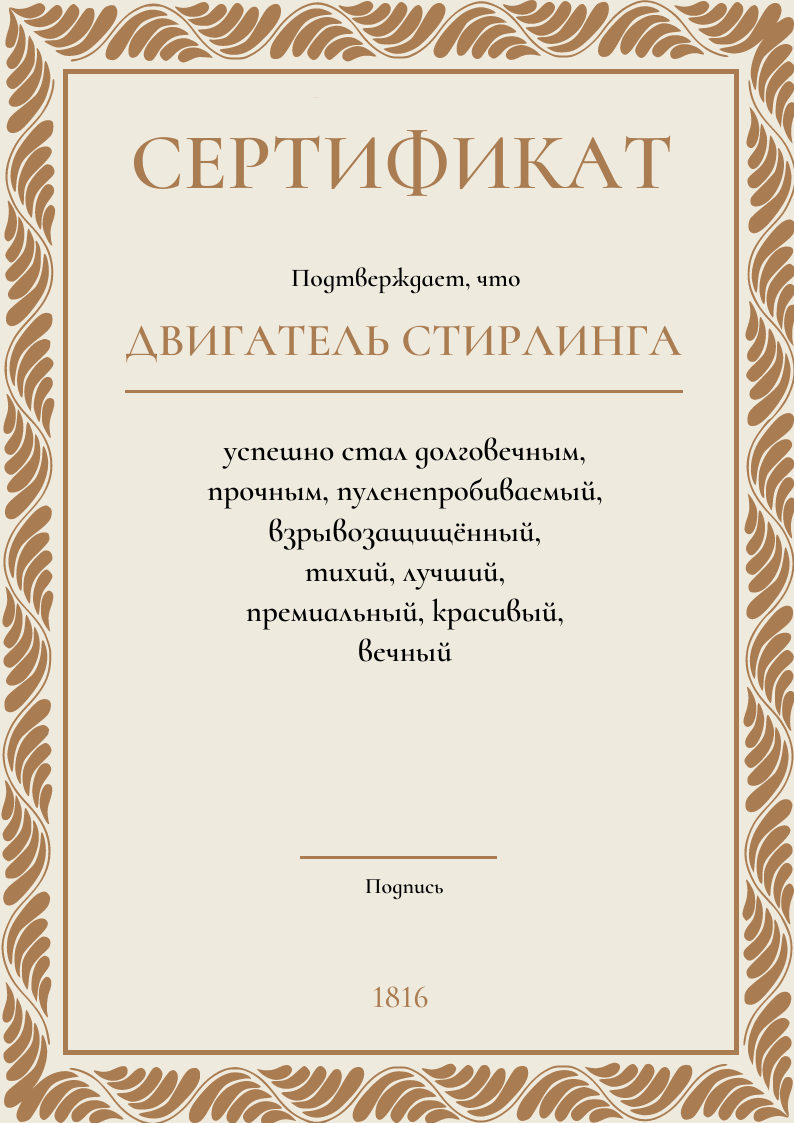 СЕРТИФИКАТ
Подтверждает, что
ДВИГАТЕЛЬ СТИРЛИНГА
успешно стал долговечным,
прочным, пуленепробиваемый,
взрывозащищённый,
тихий, лучший,
премиальный, красивый,
вечный
Подпись
1816